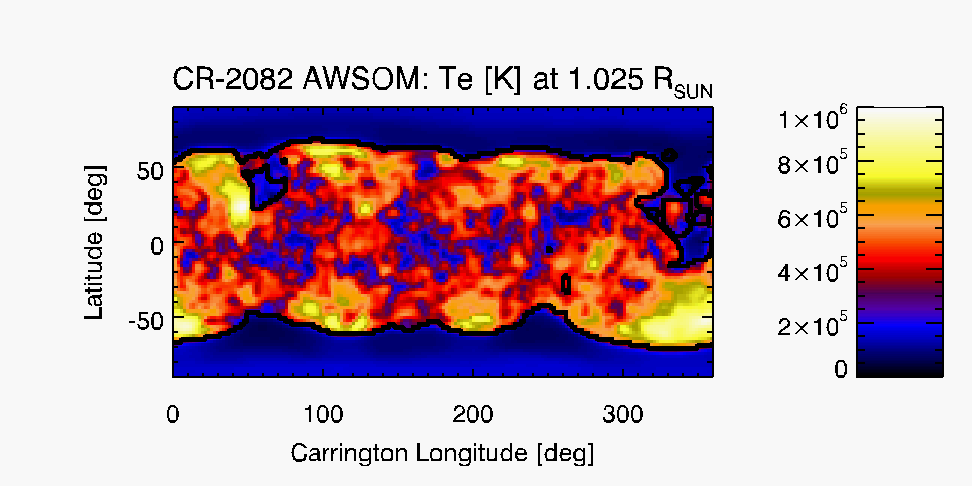 CR-2082 AWSOM: Te [K] at 1.025 R_SUN
Latitude [deg]
50
0
-50
0 100 200 300
Carrington Longitude [deg]
1×10^6
8×10^5
6×10^5
4×10^5
2×10^5
0